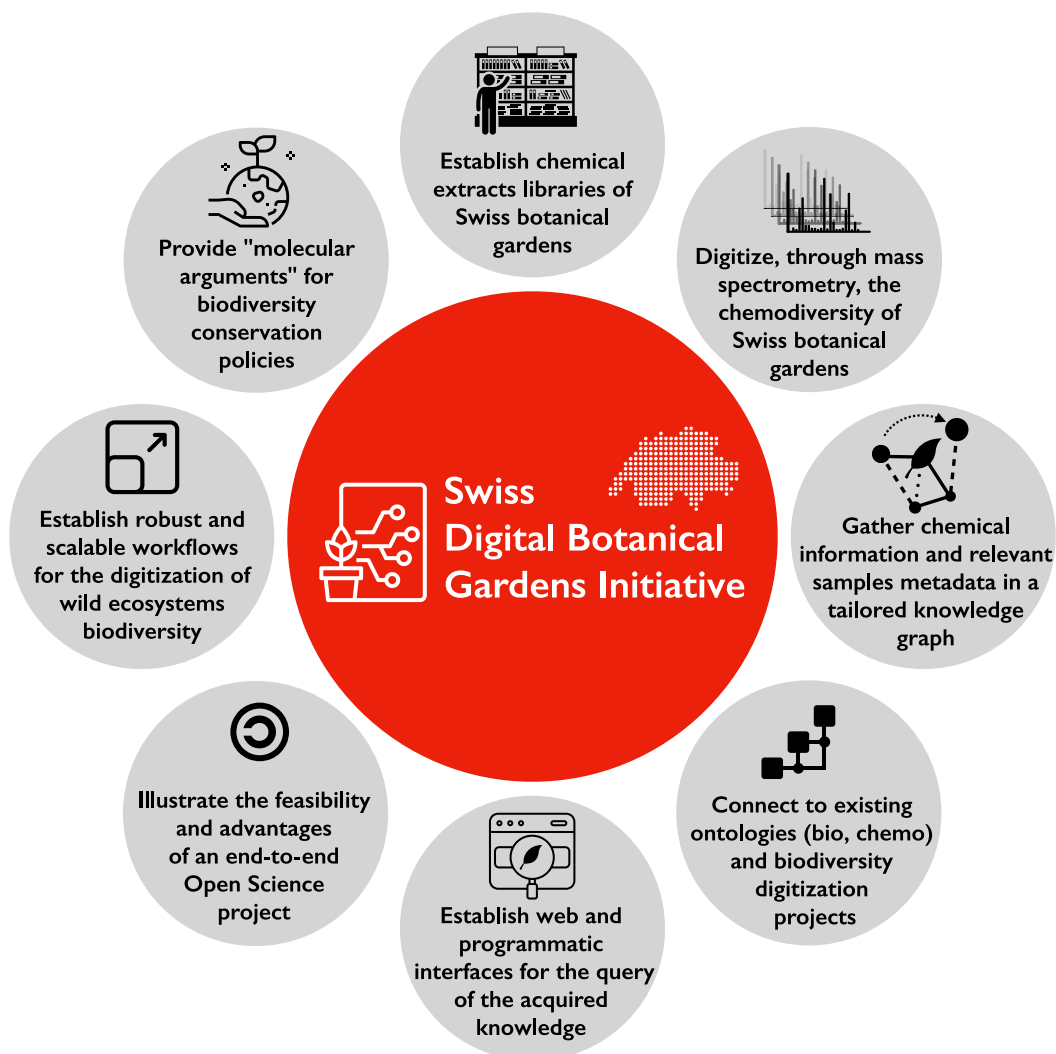 Establish chemical
extracts libraries of
Swiss botanical
gardens
Digitize, through mass
spectrometry, the
chemodiversity of
Swiss botanical
gardens
Gather chemical
information and relevant
samples metadata in a
tailored knowledge
graph
Connect to existing
ontologies (bio, chemo)
and biodiversity
digitization
projects
Establish web and
programmatic
interfaces for the query
of the acquired
knowledge
Illustrate the feasibility
and advantages
of an end-to-end
Open Science
project
Establish robust and
scalable workflows
for the digitization of
wild ecosystems
biodiversity
Provide "molecular
arguments" for
biodiversity
conservation
policies
Swiss
Digital Botanical
Gardens Initiative